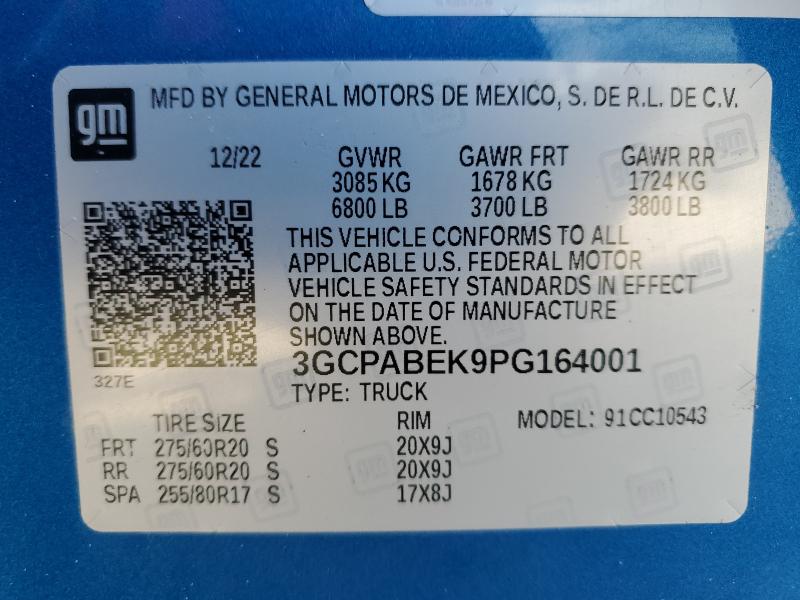 gm
MFD BY GENERAL MOTORS DE MEXICO, S. DE R.L. DE C.V.
12/22 GVWR GAWR FRT GAWR RR
3085 KG 1678 KG 1724 KG
6800 LB 3700 LB 3800 LB
THIS VEHICLE CONFORMS TO ALL
APPLICABLE U.S. FEDERAL MOTOR
VEHICLE SAFETY STANDARDS IN EFFECT
ON THE DATE OF MANUFACTURE
SHOWN ABOVE.
3GCPABEK9PG164001
327E
TYPE: TRUCK
TIRE SIZE RIM MODEL: 91CC10543
FRT 275/60R20 S 20X9J
RR 275/60R20 S 20X9J
SPA 255/80R17 S 17X8J